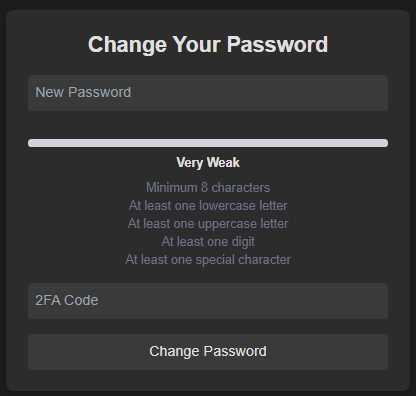 Change Your Password
New Password
Very Weak
Minimum 8 characters
At least one lowercase letter
At least one uppercase letter
At least one digit
At least one special character
2FA Code
Change Password